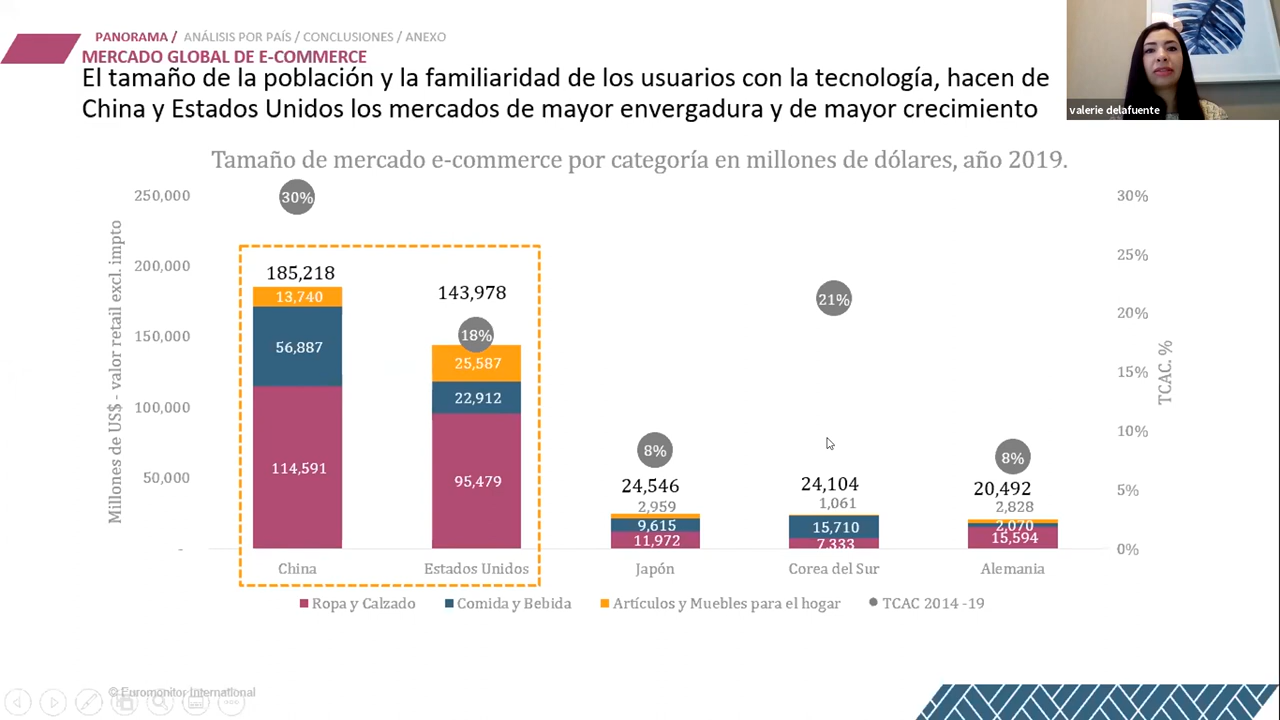 PANORAMA / ANÁLISIS POR PAÍS / CONCLUSIONES / ANEXO
MERCADO GLOBAL DE E-COMMERCE
El tamaño de la población y la familiaridad de los usuarios con la tecnología, hacen de
China y Estados Unidos los mercados de mayor envergadura y de mayor crecimiento
valerie delafuente
Tamaño de mercado e-commerce por categoría en millones de dólares, año 2019.
Millones de US$ - valor retail excl. impto
250,000
200,000
150,000
100,000
50,000
-
30%
185,218
13,740
56,887
114,591
143,978
18%
25,587
22,912
95,479
8%
24,546
2,959
9,615
11,972
21%
24,104
1,061
15,710
7,333
8%
20,492
2,828
2,070
15,594
30%
25%
20%
15%
10%
5%
0%
TCAC. %
China
Estados Unidos
Japón
Corea del Sur
Alemania
Ropa y Calzado
Comida y Bebida
Artículos y Muebles para el hogar
TCAC 2014 -19
© Euromonitor International